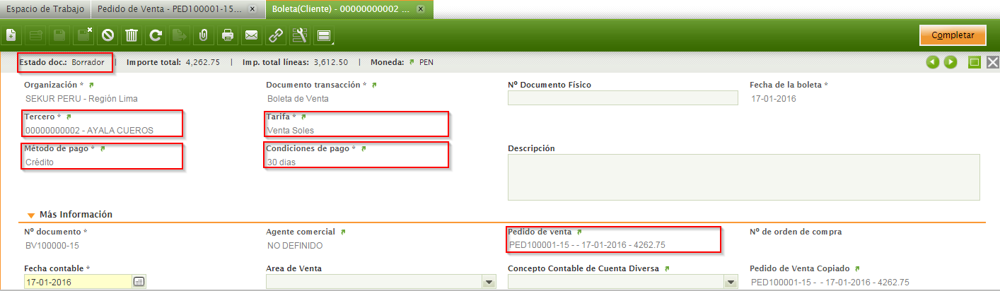 Espacio de Trabajo Pedido de Venta - PED100001-15... x Boleta(Cliente) - 00000000002 ... x
Completar
Estado doc.: Borrador | Importe total: 4,262.75 | Imp. total líneas: 3,612.50 | Moneda: PEN
Organización * Documento transacción * Nº Documento Físico Fecha de la boleta *
SEKUR PERU - Región Lima Boleta de Venta 17-01-2016
Tercero * Tarifa *
00000000002 - AYALA CUEROS Venta Soles
Método de pago * Condiciones de pago * Descripción
Crédito 30 dias
Más Información
Nº documento * Agente comercial Pedido de venta Nº de orden de compra
BV100000-15 NO DEFINIDO PED100001-15 - - 17-01-2016 - 4262.75
Fecha contable * Area de Venta Concepto Contable de Cuenta Diversa Pedido de Venta Copiado
17-01-2016 PED100001-15 - - 17-01-2016 - 4262.75